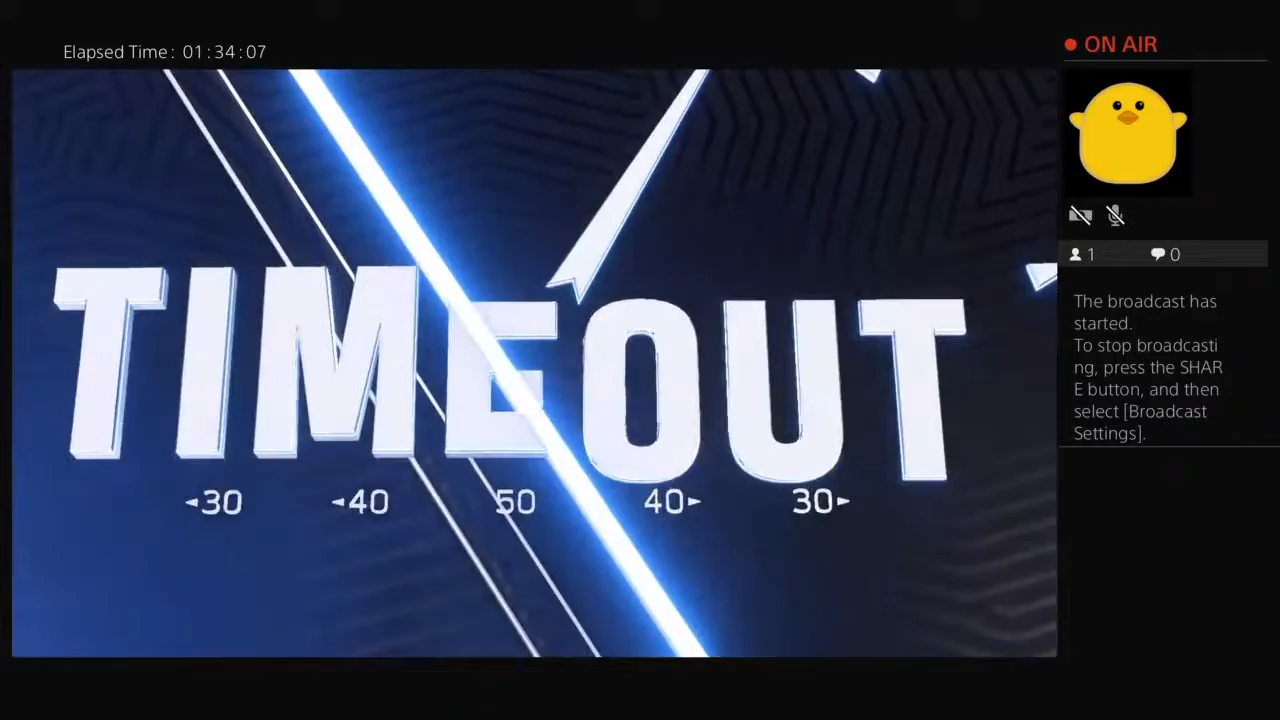 Elapsed Time: 01:34:07
ON AIR
TIMEOUT
◄30 ◄40 50 40► 30►
1 0
The broadcast has
started.
To stop broadcasti
ng, press the SHAR
E button, and then
select [Broadcast
Settings].